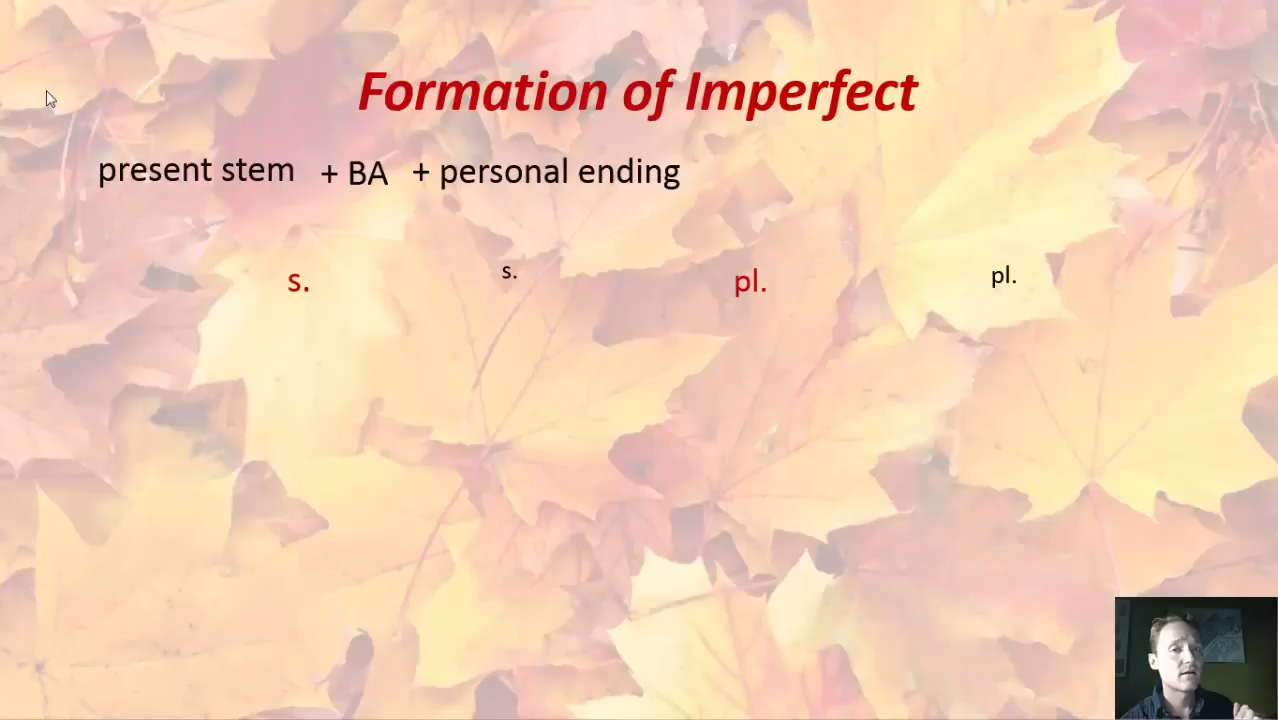 Formation of Imperfect
present stem + BA + personal ending
s. s. pl. pl.